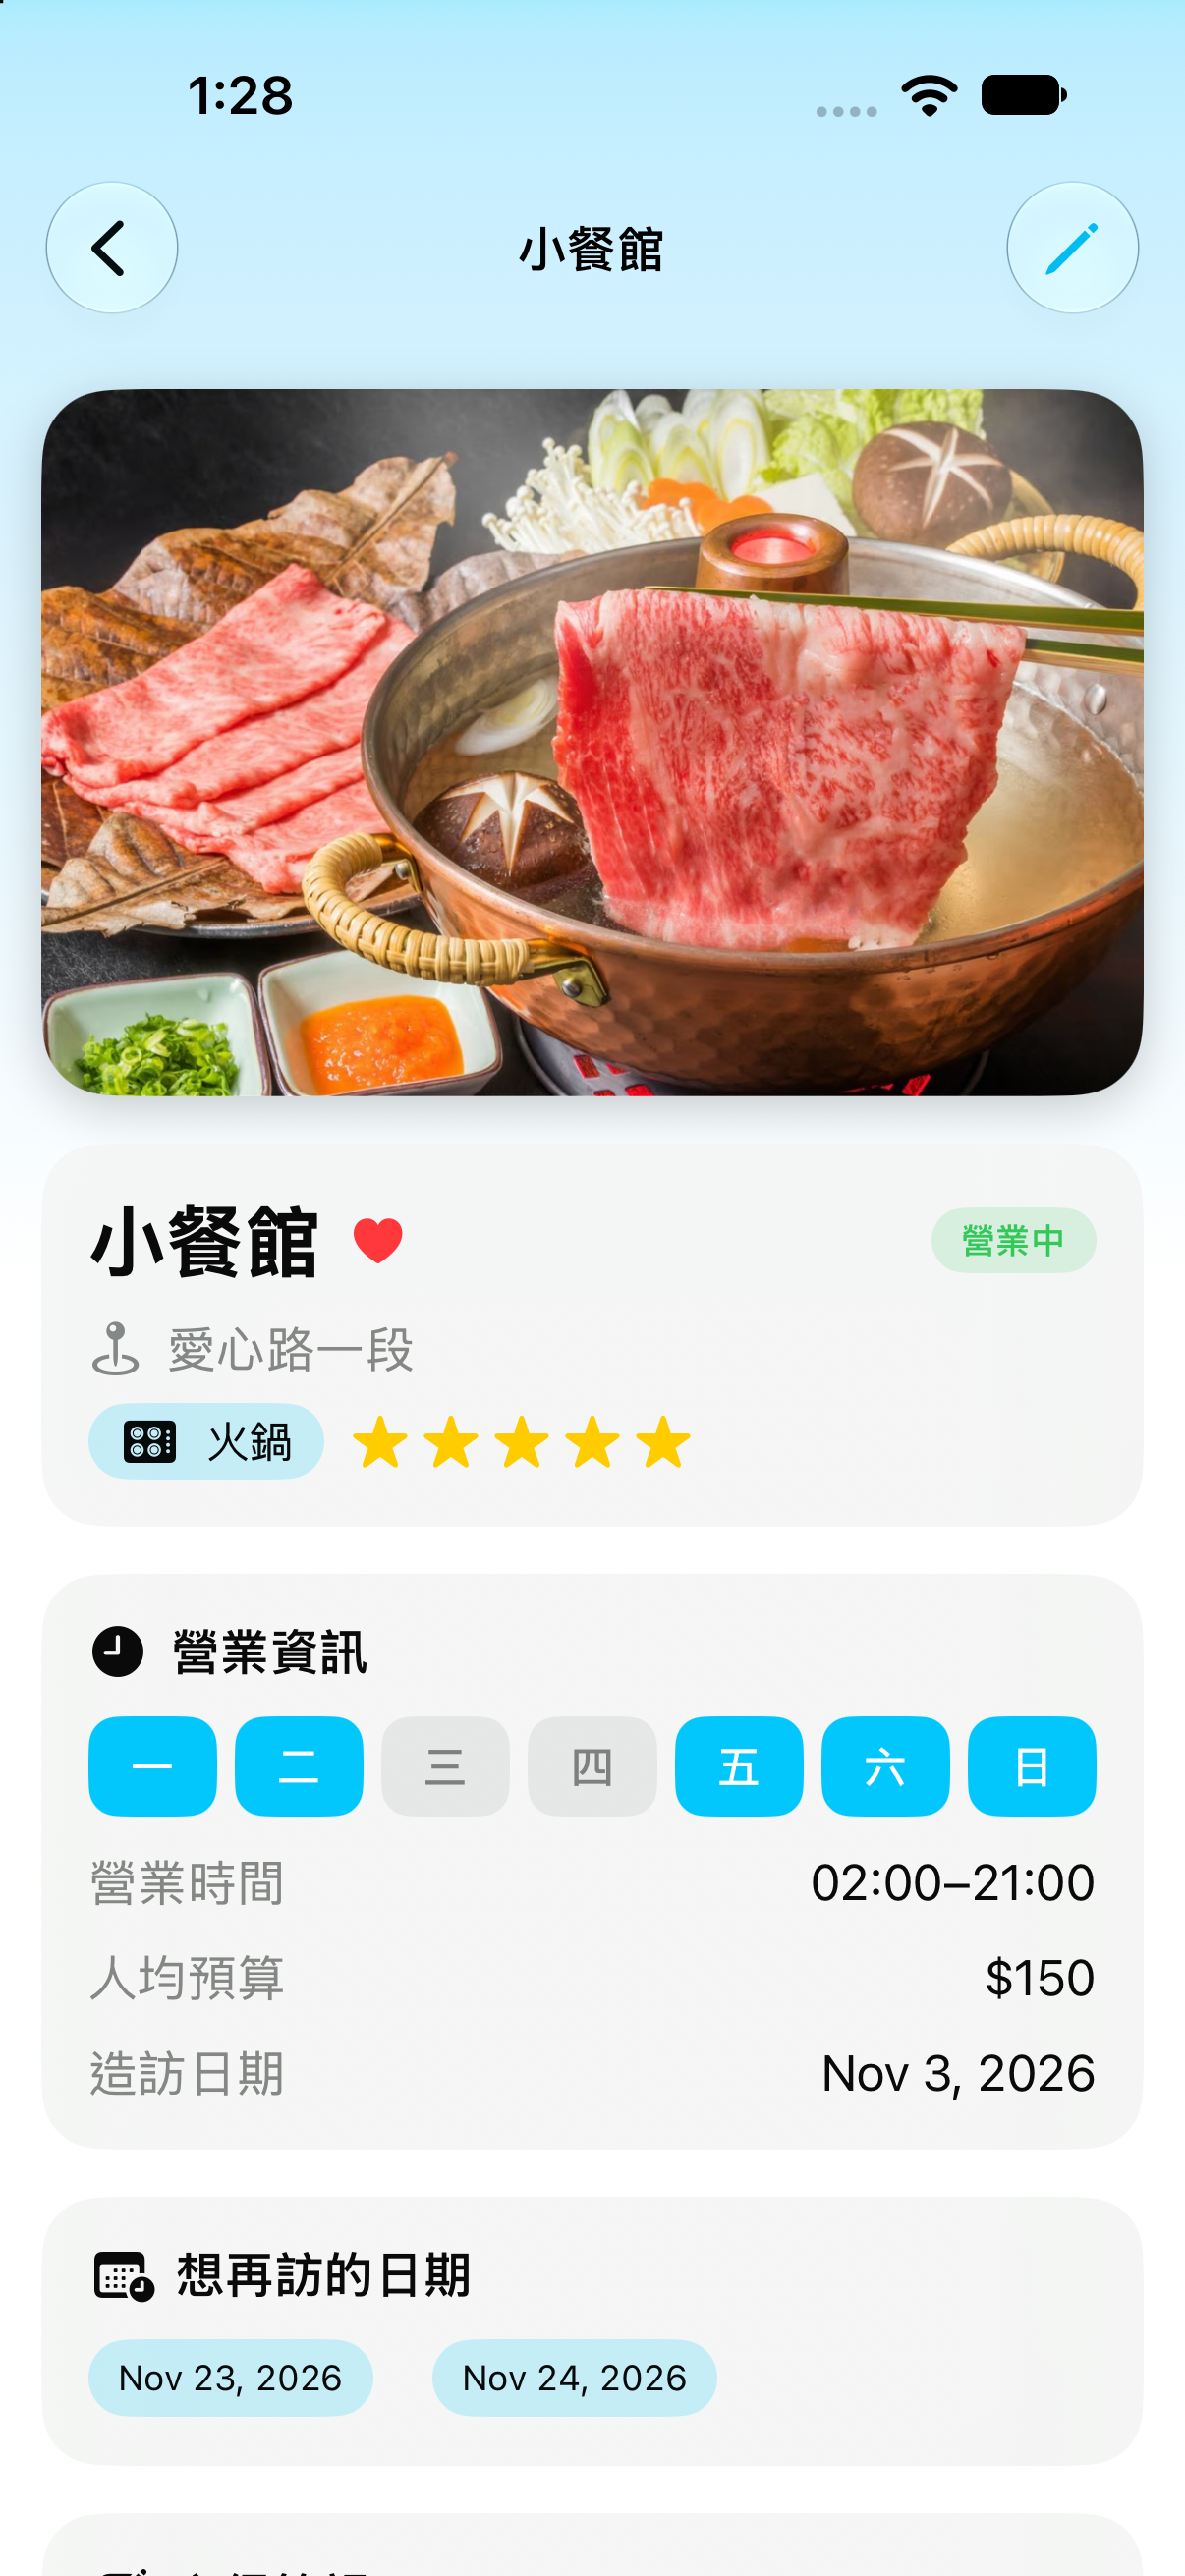 1:28
小餐館
小餐館
營業中
愛心路一段
火鍋
營業資訊
一 二 三 四 五 六 日
營業時間 02:00–21:00
人均預算 $150
造訪日期 Nov 3, 2026
想再訪的日期
Nov 23, 2026 Nov 24, 2026